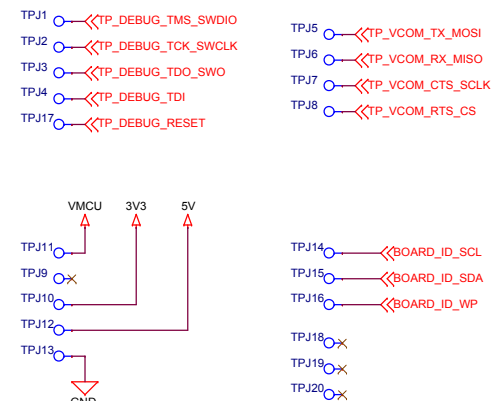 TPJ1 TP_DEBUG_TMS_SWDIO
TPJ2 TP_DEBUG_TCK_SWCLK
TPJ3 TP_DEBUG_TDO_SWO
TPJ4 TP_DEBUG_TDI
TPJ17 TP_DEBUG_RESET
TPJ5 TP_VCOM_TX_MOSI
TPJ6 TP_VCOM_RX_MISO
TPJ7 TP_VCOM_CTS_SCLK
TPJ8 TP_VCOM_RTS_CS
VMCU 3V3 5V
TPJ11
TPJ9
TPJ10
TPJ12
TPJ13
GND
TPJ14 BOARD_ID_SCL
TPJ15 BOARD_ID_SDA
TPJ16 BOARD_ID_WP
TPJ18
TPJ19
TPJ20